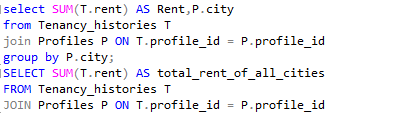 select SUM(T.rent) AS Rent,P.city
from Tenancy_histories T
join Profiles P ON T.profile_id = P.profile_id
group by P.city;
SELECT SUM(T.rent) AS total_rent_of_all_cities
FROM Tenancy_histories T
JOIN Profiles P ON T.profile_id = P.profile_id